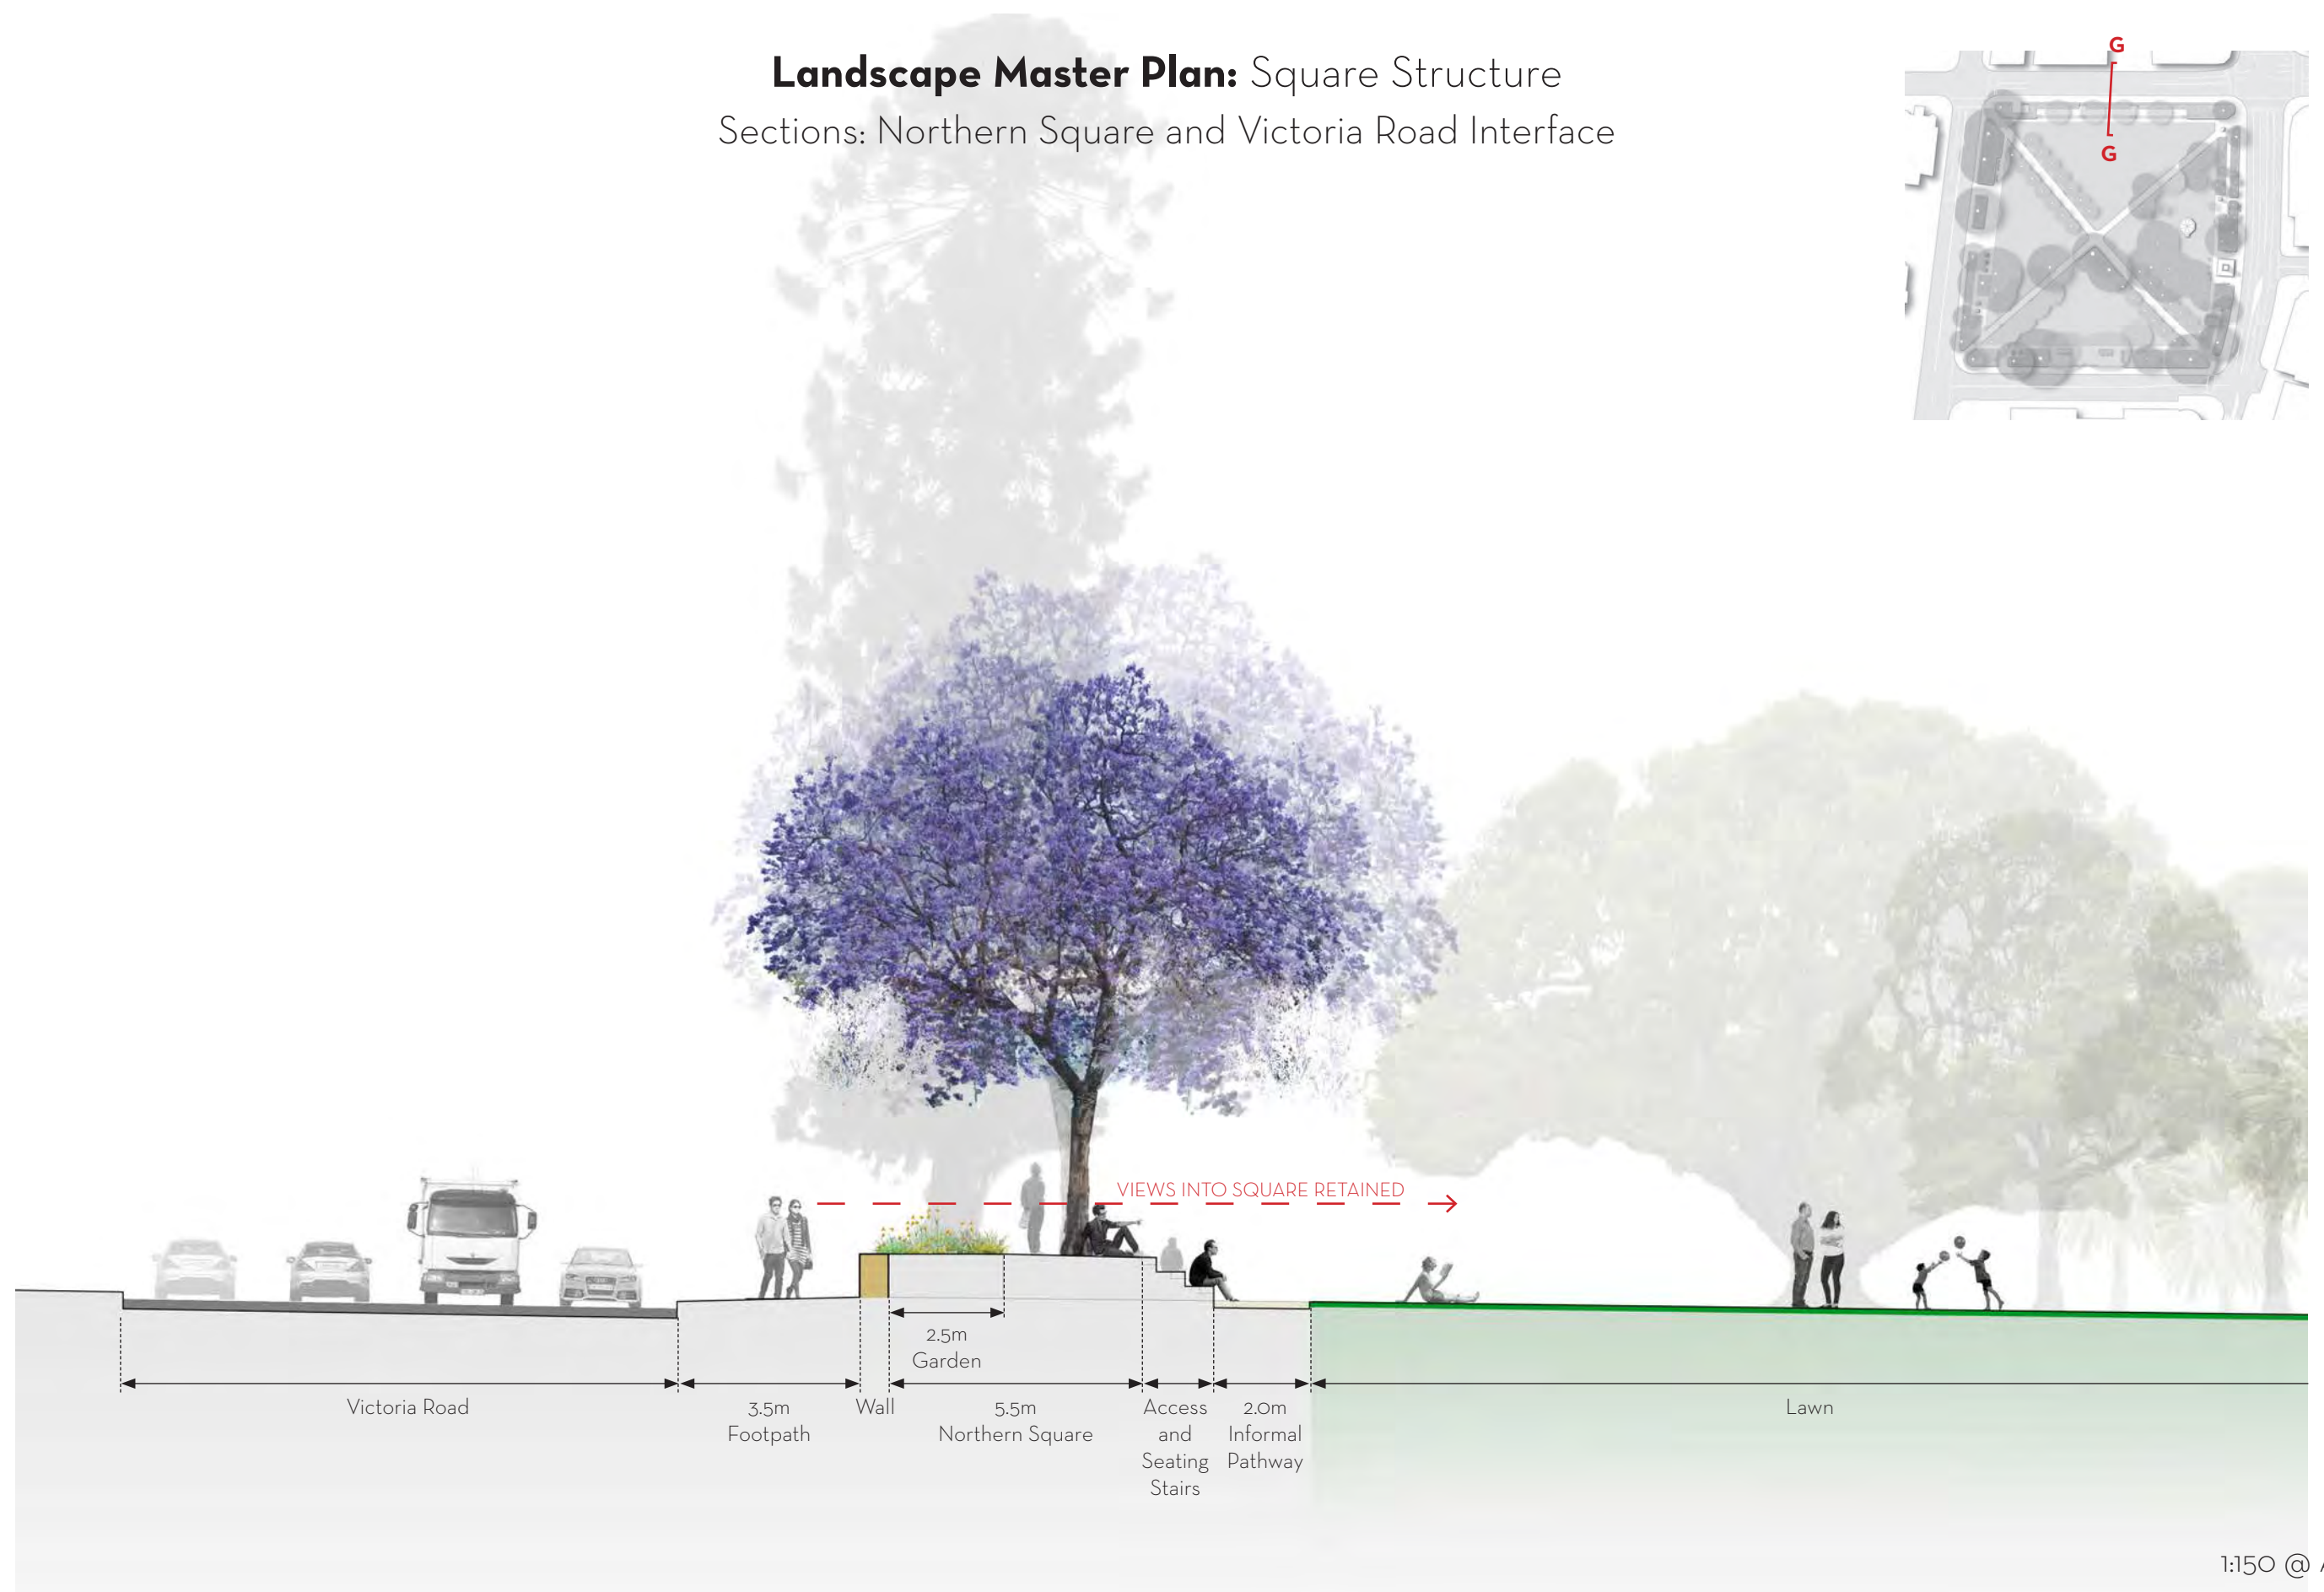 Landscape Master Plan: Square Structure
Sections: Northern Square and Victoria Road Interface
G
G
VIEWS INTO SQUARE RETAINED
2.5m
Garden
Victoria Road
3.5m
Footpath
Wall
5.5m
Northern Square
Access
and
Seating
Stairs
2.0m
Informal
Pathway
Lawn
1:150 @